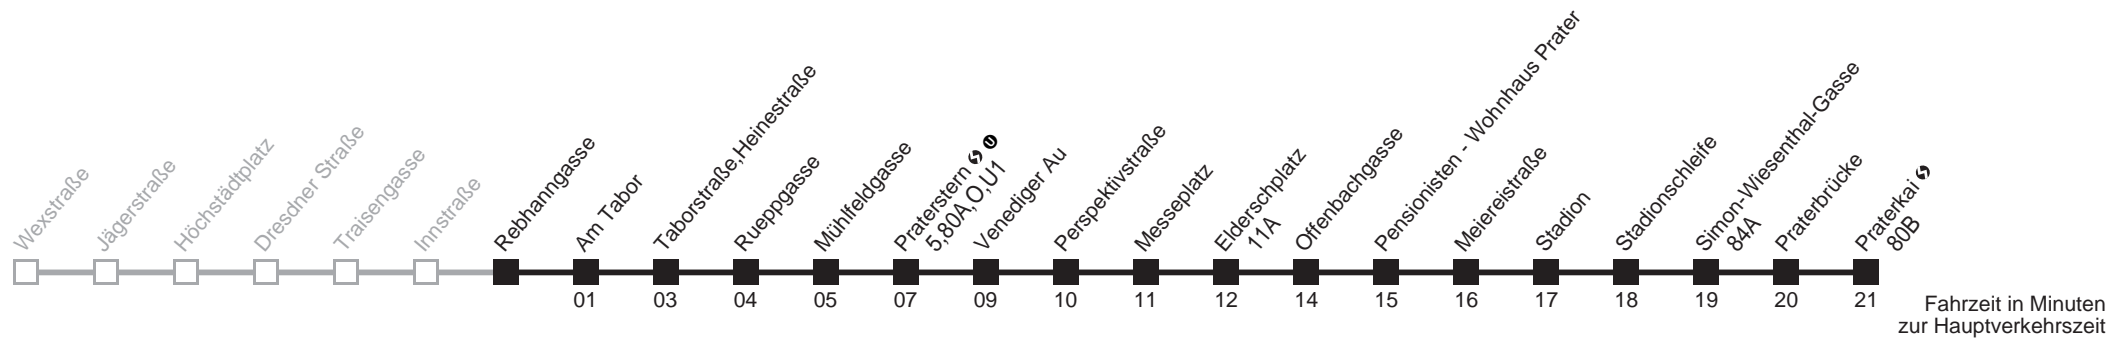 Wexstraße
Jägerstraße
Höchstädtplatz
Dresdner Straße
Traisengasse
Innstraße
Rebhanngasse
Am Tabor
Taborstraße,Heinestraße
Rueppgasse
Mühlfeldgasse
Praterstern S U
5,80A,O,U1
Venediger Au
Perspektivstraße
Messeplatz
Elderschplatz
11A
Offenbachgasse
Pensionisten - Wohnhaus Prater
Meiereistraße
Stadion
Stadionschleife
Simon-Wiesenthal-Gasse
84A
Praterbrücke
Praterkai S
80B
01 03 04 05 07 09 10 11 12 14 15 16 17 18 19 20 21
Fahrzeit in Minuten
zur Hauptverkehrszeit